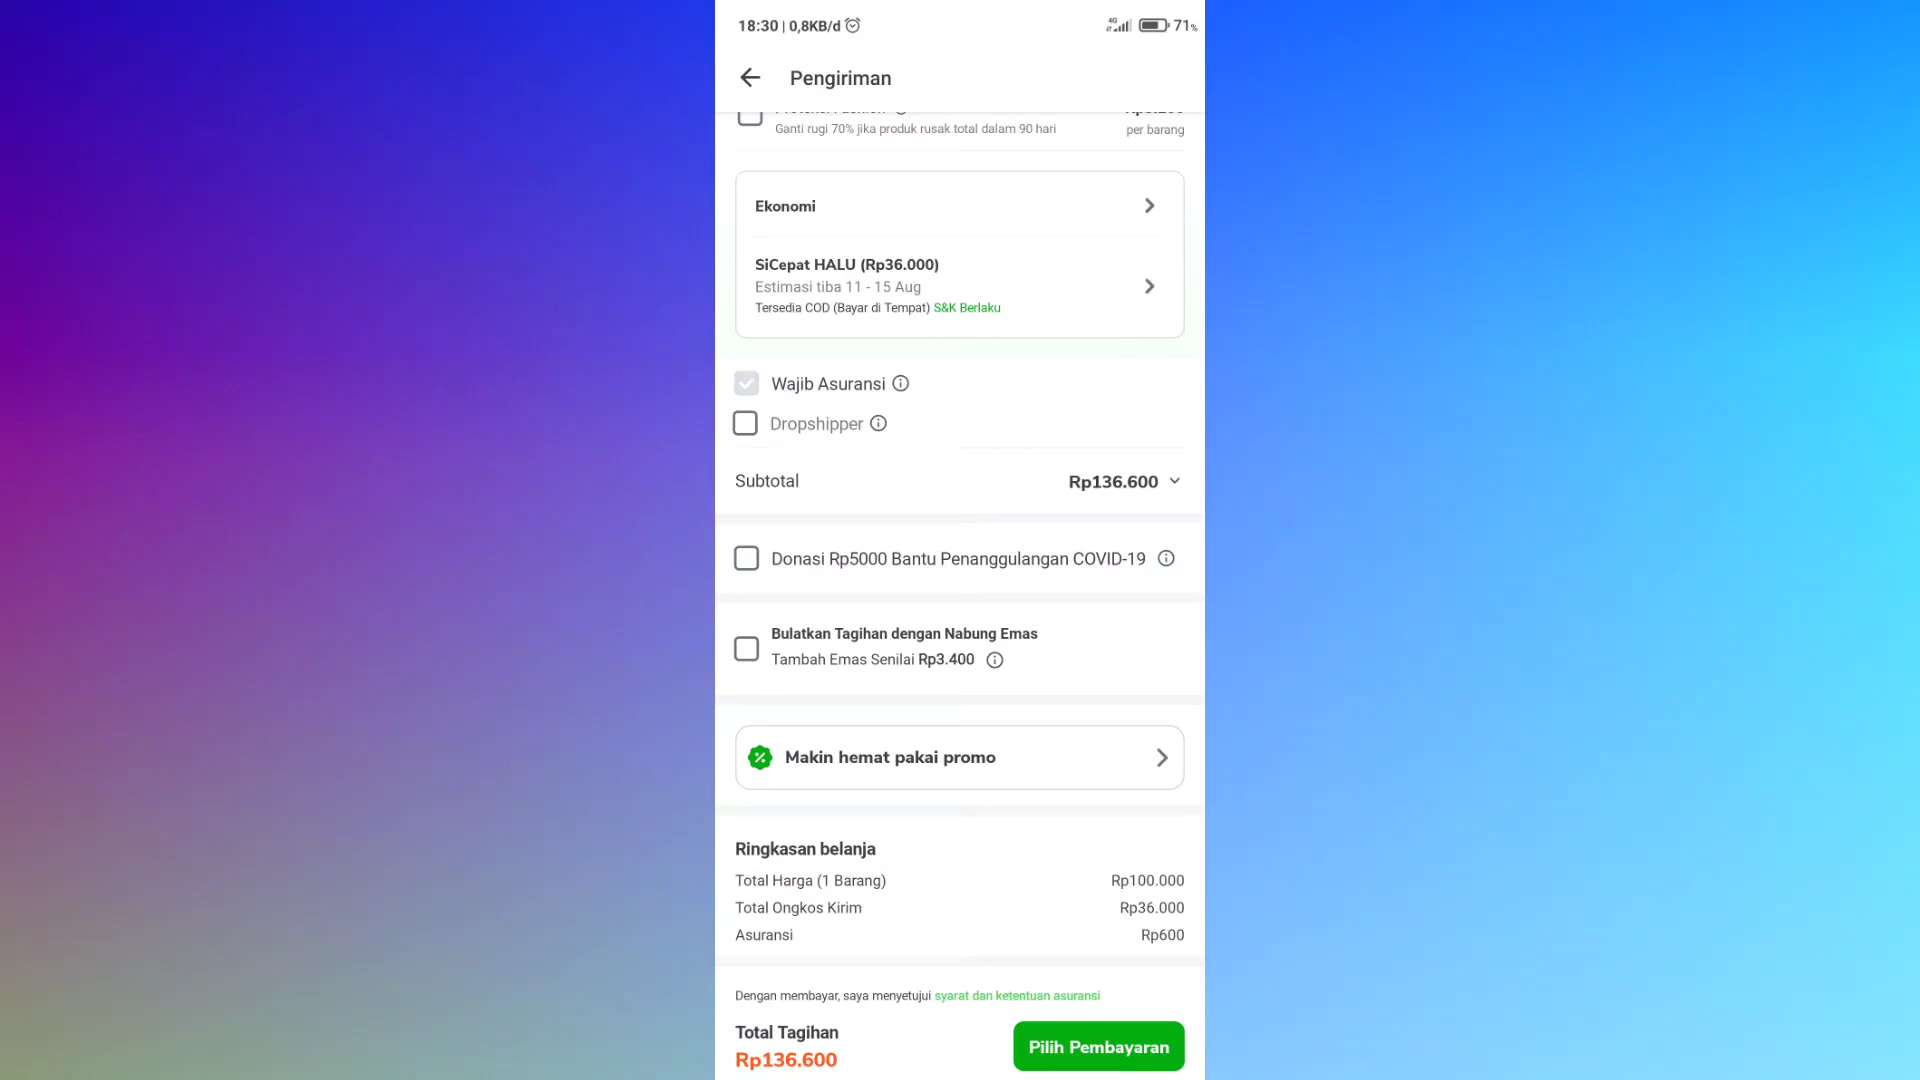 18:30 | 0,8KB/d
4G
71%
Pengiriman
Ganti rugi 70% jika produk rusak total dalam 90 hari
per barang
Ekonomi
SiCepat HALU (Rp36.000)
Estimasi tiba 11 - 15 Aug
Tersedia COD (Bayar di Tempat) S&K Berlaku
Wajib Asuransi
Dropshipper
Subtotal
Rp136.600
Donasi Rp5000 Bantu Penanggulangan COVID-19
Bulatkan Tagihan dengan Nabung Emas
Tambah Emas Senilai Rp3.400
Makin hemat pakai promo
Ringkasan belanja
Total Harga (1 Barang) Rp100.000
Total Ongkos Kirim Rp36.000
Asuransi Rp600
Dengan membayar, saya menyetujui syarat dan ketentuan asuransi
Total Tagihan
Rp136.600
Pilih Pembayaran